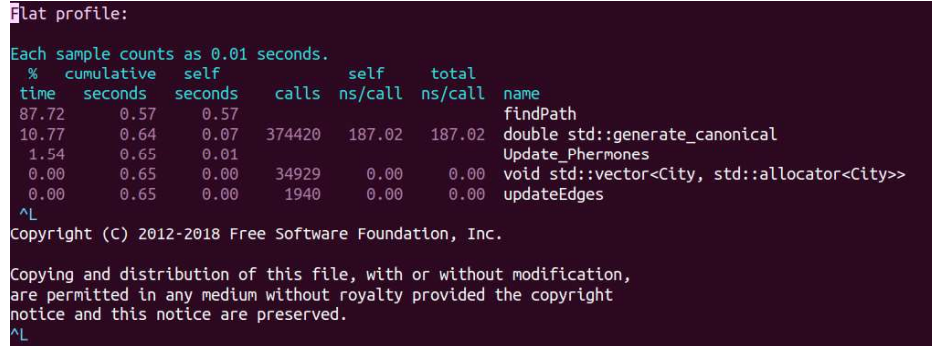 Flat profile:
Each sample counts as 0.01 seconds.
% cumulative self self total
time seconds seconds calls ns/call ns/call name
87.72 0.57 0.57 findPath
10.77 0.64 0.07 374420 187.02 187.02 double std::generate_canonical
1.54 0.65 0.01 Update_Phermones
0.00 0.65 0.00 34929 0.00 0.00 void std::vector<City, std::allocator<City>>
0.00 0.65 0.00 1940 0.00 0.00 updateEdges
^L
Copyright (C) 2012-2018 Free Software Foundation, Inc.
Copying and distribution of this file, with or without modification,
are permitted in any medium without royalty provided the copyright
notice and this notice are preserved.
^L